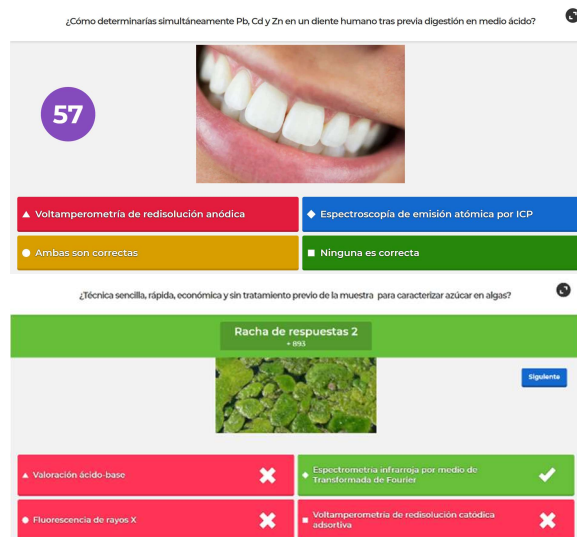 ¿Cómo determinarías simultáneamente Pb, Cd y Zn en un diente humano tras previa digestión en medio ácido?
57
Voltamperometría de redisolución anódica
Espectroscopía de emisión atómica por ICP
Ambas son correctas
Ninguna es correcta
¿Técnica sencilla, rápida, económica y sin tratamiento previo de la muestra para caracterizar azúcar en algas?
Racha de respuestas 2
+ 893
Siguiente
Valoración ácido-base
Espectrometría infrarroja por medio de
Transformada de Fourier
Fluorescencia de rayos X
Voltamperometría de redisolución catódica
adsortiva